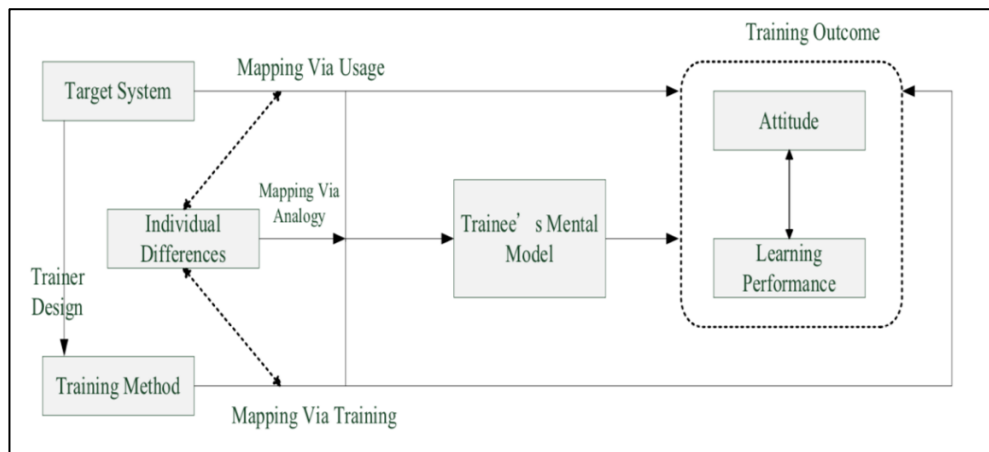 Training Outcome
Mapping Via Usage
Target System
Attitude
Mapping Via
Analogy
Individual
Differences
Trainee’s Mental
Model
Learning
Performance
Trainer
Design
Training Method
Mapping Via Training